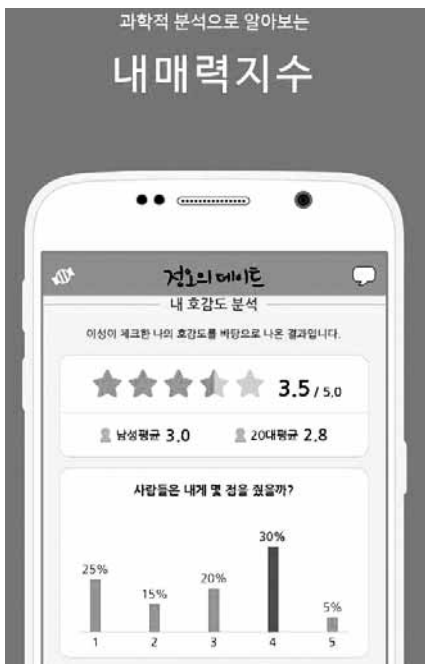 과학적 분석으로 알아보는
내매력지수
정오의데이트
내 호감도 분석
이성이 체크한 나의 호감도를 바탕으로 나온 결과입니다.
3.5 / 5.0
남성평균 3.0 20대평균 2.8
사람들은 내게 몇 점을 줬을까?
25% 15% 20% 30% 5%
1 2 3 4 5